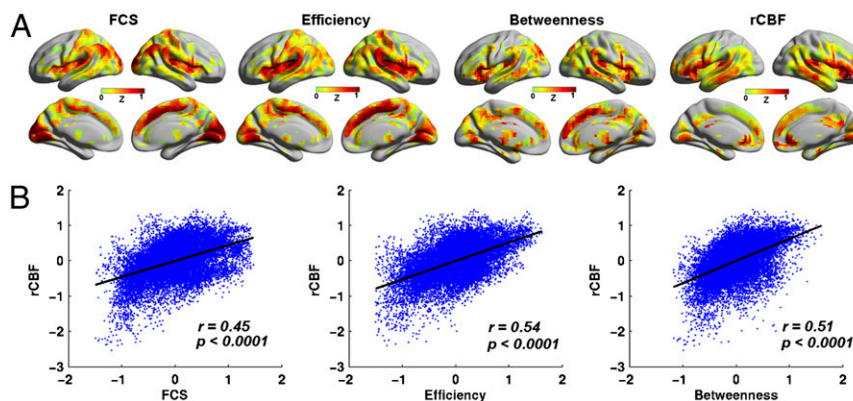 A
FCS
Efficiency
Betweenness
rCBF
0 Z 1
0 Z 1
0 Z 1
0 Z 1
B
rCBF
2
1
0
−1
−2
−3
r = 0.45
p < 0.0001
−2 −1 0 1 2
FCS
rCBF
2
1
0
−1
−2
−3
r = 0.54
p < 0.0001
−2 −1 0 1 2
Efficiency
rCBF
2
1
0
−1
−2
−3
r = 0.51
p < 0.0001
−2 −1 0 1 2
Betweenness